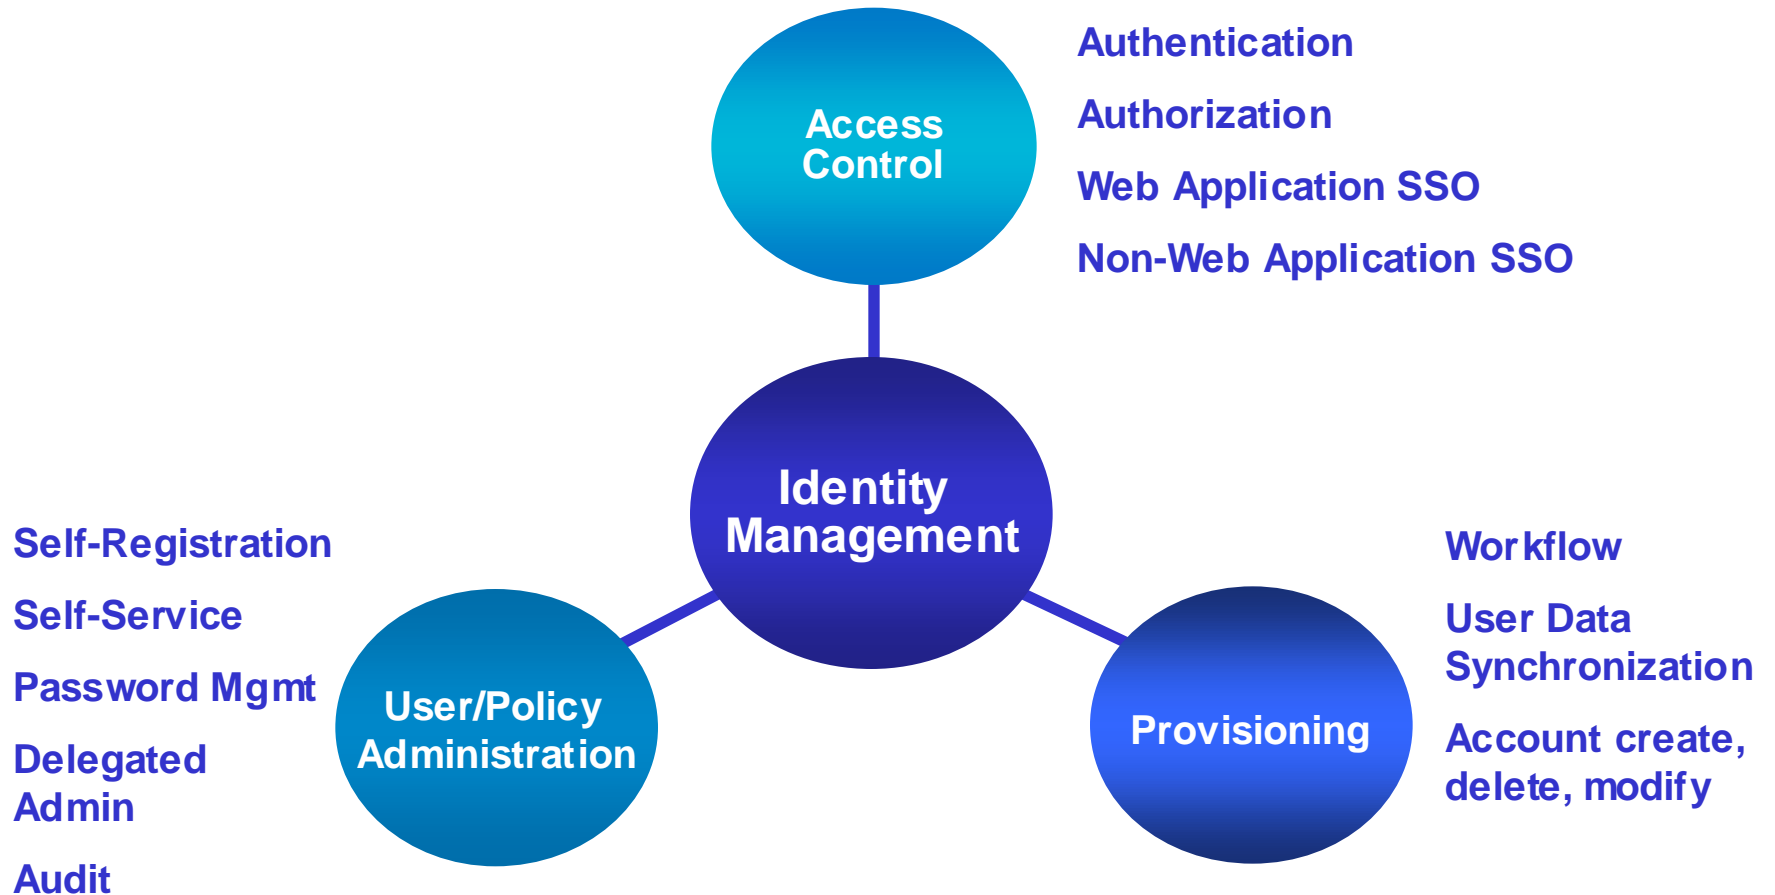 Access
Control
Authentication
Authorization
Web Application SSO
Non-Web Application SSO
Identity
Management
Self-Registration
Self-Service
Password Mgmt
Delegated
Admin
Audit
User/Policy
Administration
Provisioning
Workflow
User Data
Synchronization
Account create,
delete, modify